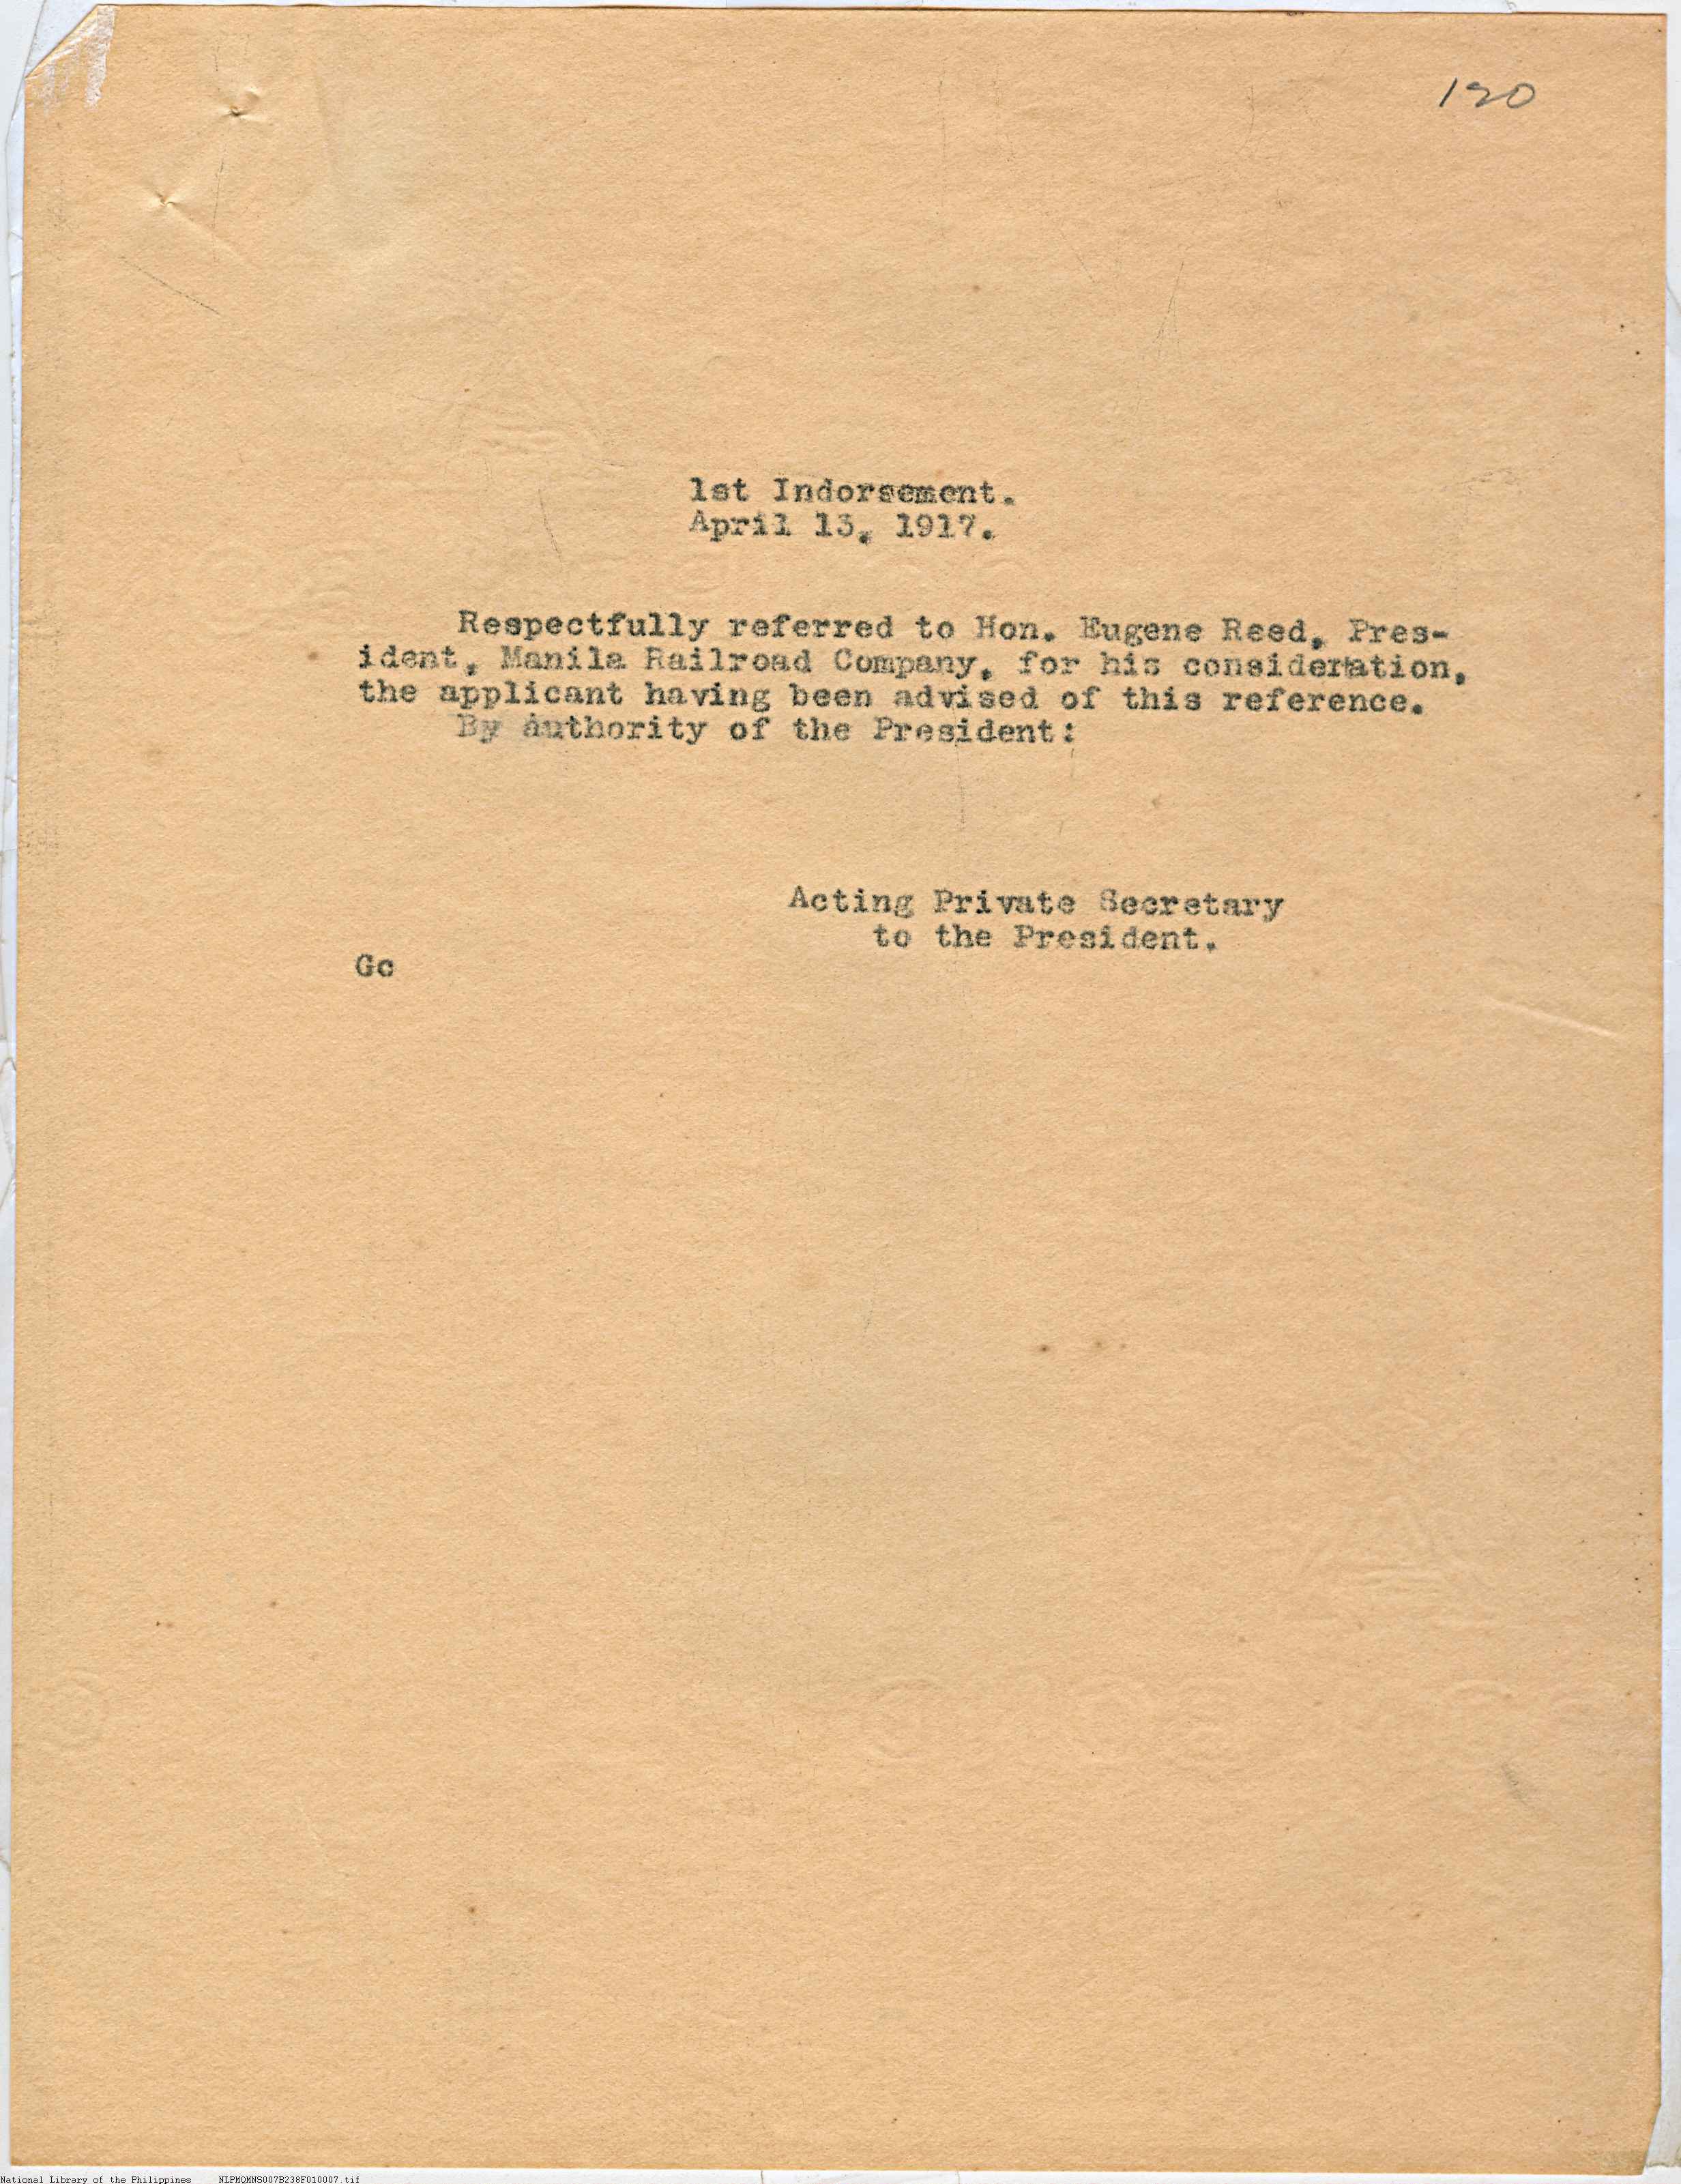 120
1st Indorsement.
April 13, 1917.
Respectfully referred to Hon. Eugene Reed, Pres-
ident, Manila Railroad Company, for his consideration,
the applicant having been advised of this reference.
By authority of the President:
Acting Private Secretary
to the President.
Gc
National Library of the Philippines NLPMQMNS007B238F010007.tif